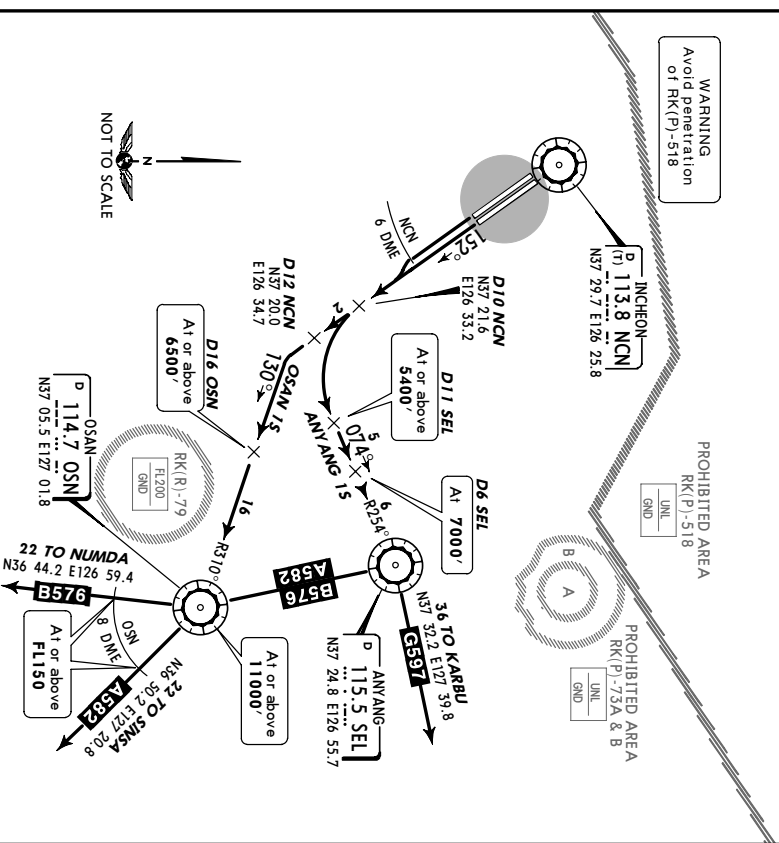 WARNING
Avoid penetration
of RK(P)-518
INCHEON
D
(T) 113.8 NCN
N37 29.7 E126 25.8
PROHIBITED AREA
RK(P)-518
UNL
GND
B
A
PROHIBITED AREA
RK(P)-73A & B
UNL
GND
NCN
6 DME
152°
D10 NCN
N37 21.6
E126 33.2
2
D12 NCN
N37 20.0
E126 34.7
D11 SEL
At or above
5400'
5
074°
ANYANG 1S
D6 SEL
At 7000'
6
R254°
130°
OSAN 1S
D16 OSN
At or above
6500'
16
R310°
RK(R)-79
FL200
GND
36 TO KARBU
N37 32.2 E127 39.8
G597
ANYANG
D 115.5 SEL
N37 24.8 E126 55.7
B576
A582
OSAN
D 114.7 OSN
N37 05.5 E127 01.8
At or above
11000'
22 TO NUMDA
N36 44.2 E126 59.4
B576
OSN
8 DME
At or above
FL150
22 TO SINSA
N36 50.2 E127 20.8
A582
N
NOT TO SCALE